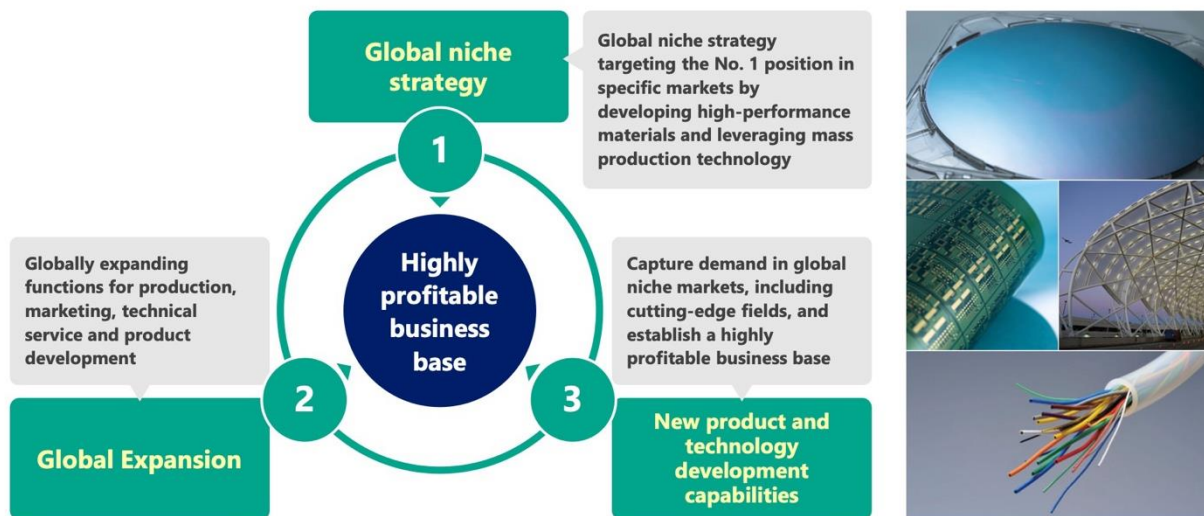 Global niche
strategy
Global niche strategy
targeting the No. 1 position in
specific markets by
developing high-performance
materials and leveraging mass
production technology
1
Highly
profitable
business
base
Globally expanding
functions for production,
marketing, technical
service and product
development
2
Global Expansion
Capture demand in global
niche markets, including
cutting-edge fields, and
establish a highly
profitable business base
3
New product and
technology
development
capabilities